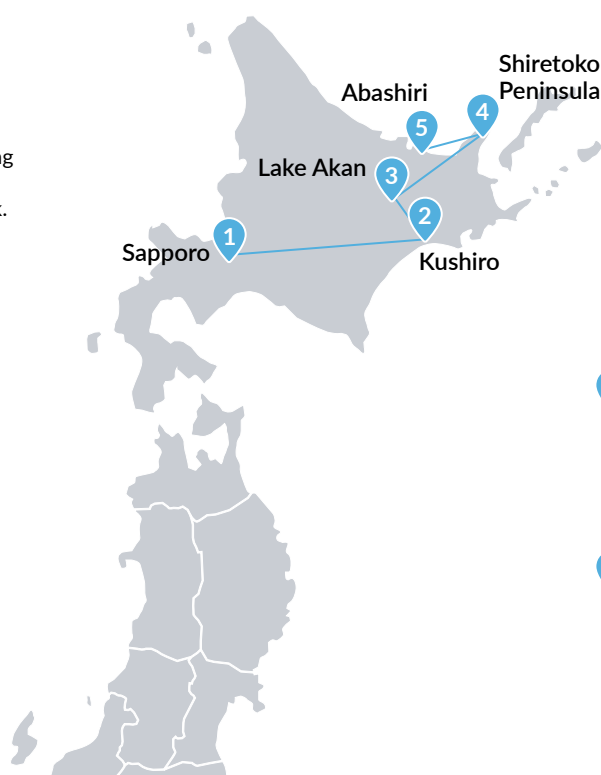 Shiretoko
Peninsula
Abashiri
4
5
Lake Akan
3
2
Sapporo
1
Kushiro